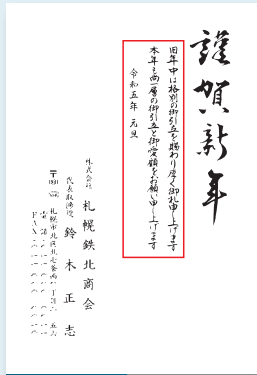 謹賀新年
旧年中は格別の御引立を賜わり厚く御礼申し上げます
本年も尚一層の御引立と御愛顧をお願い申し上げます
令和五年 元旦
株式会社 札幌鉄北商会
代表取締役 鈴木正志
札幌市北区北七条西
FAX